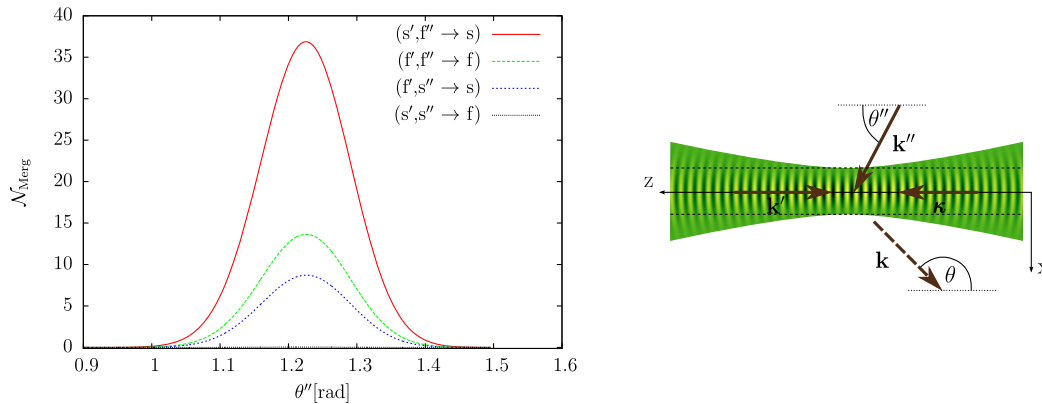 40
35
30
25
20
15
10
5
0
𝒩Merg
(s′,f″ → s)
(f′,f″ → f)
(f′,s″ → s)
(s′,s″ → f)
0.9 1 1.1 1.2 1.3 1.4 1.5 1.6
θ″[rad]
θ″
k″
z
k′
κ
k
θ
x